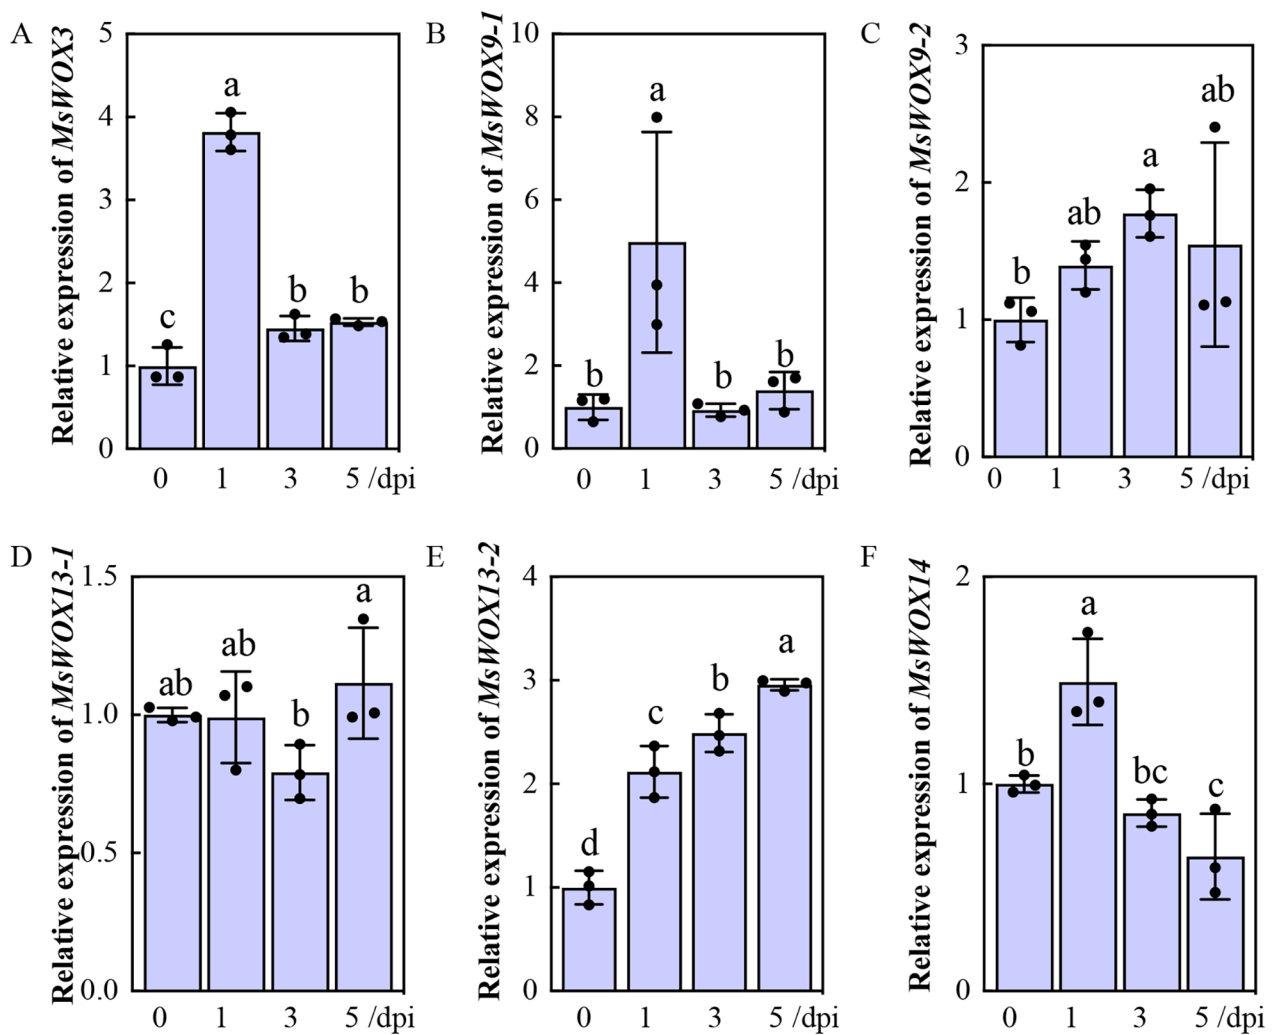 A
Relative expression of MsWOX3
5
4
3
2
1
0
c
a
b
b
0 1 3 5 /dpi
B
Relative expression of MsWOX9-1
10
8
6
4
2
0
b
a
b
b
0 1 3 5 /dpi
C
Relative expression of MsWOX9-2
3
2
1
0
b
ab
a
ab
0 1 3 5 /dpi
D
Relative expression of MsWOX13-1
1.5
1.0
0.5
0.0
ab
ab
b
a
0 1 3 5 /dpi
E
Relative expression of MsWOX13-2
4
3
2
1
0
d
c
b
a
0 1 3 5 /dpi
F
Relative expression of MsWOX14
2
1
0
b
a
bc
c
0 1 3 5 /dpi